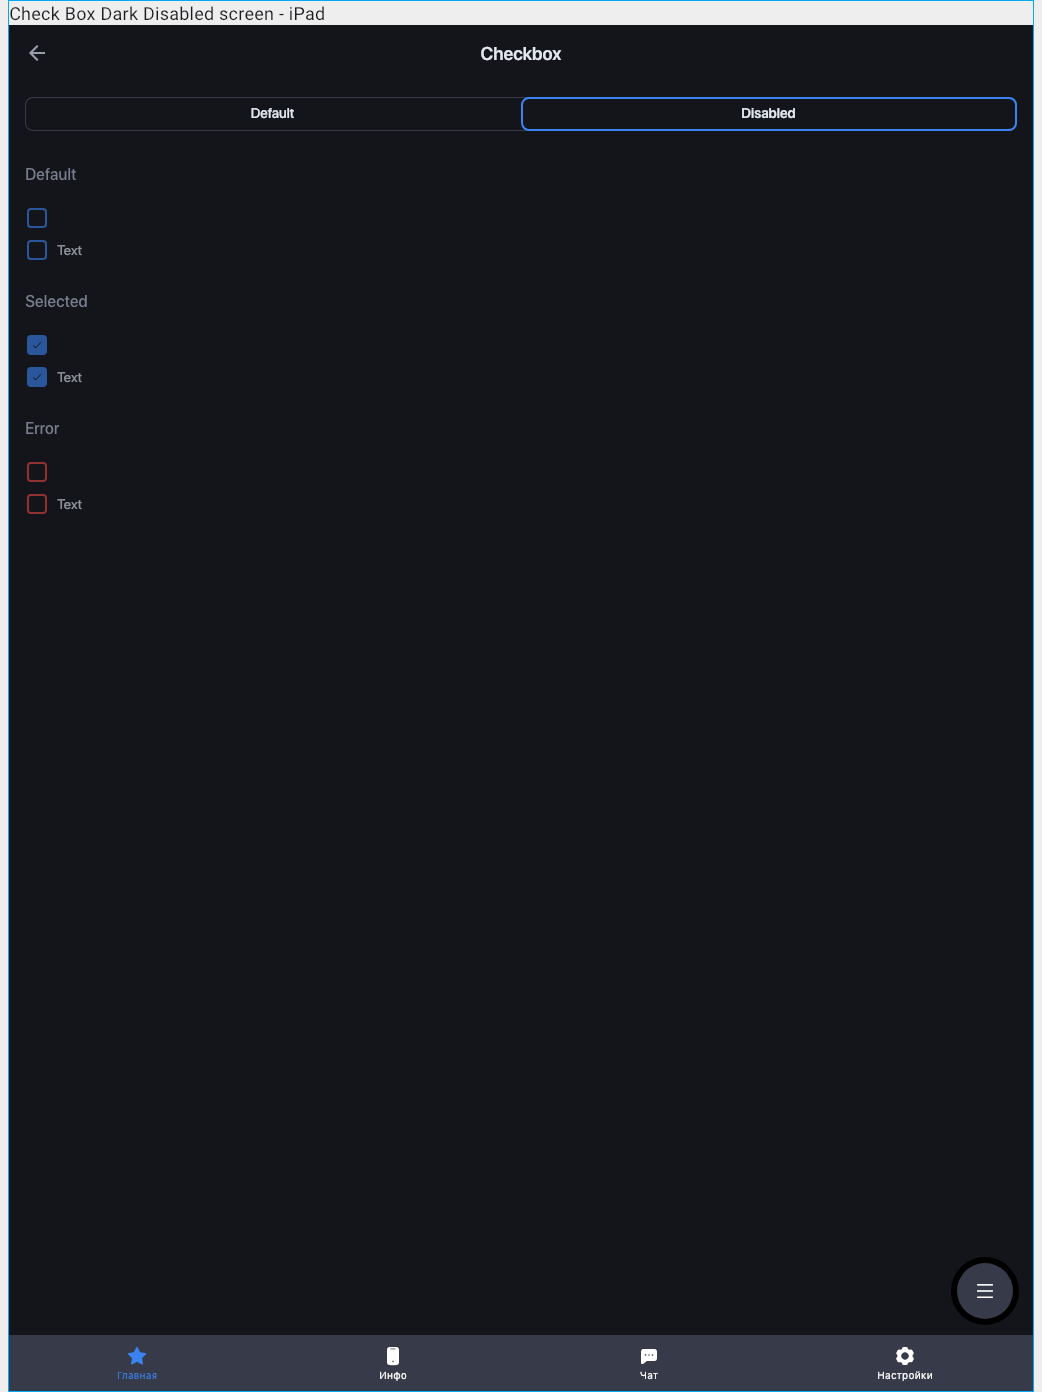 Check Box Dark Disabled screen - iPad
Checkbox
Default Disabled
Default
Text
Selected
Text
Error
Text
Главная Инфо Чат Настройки